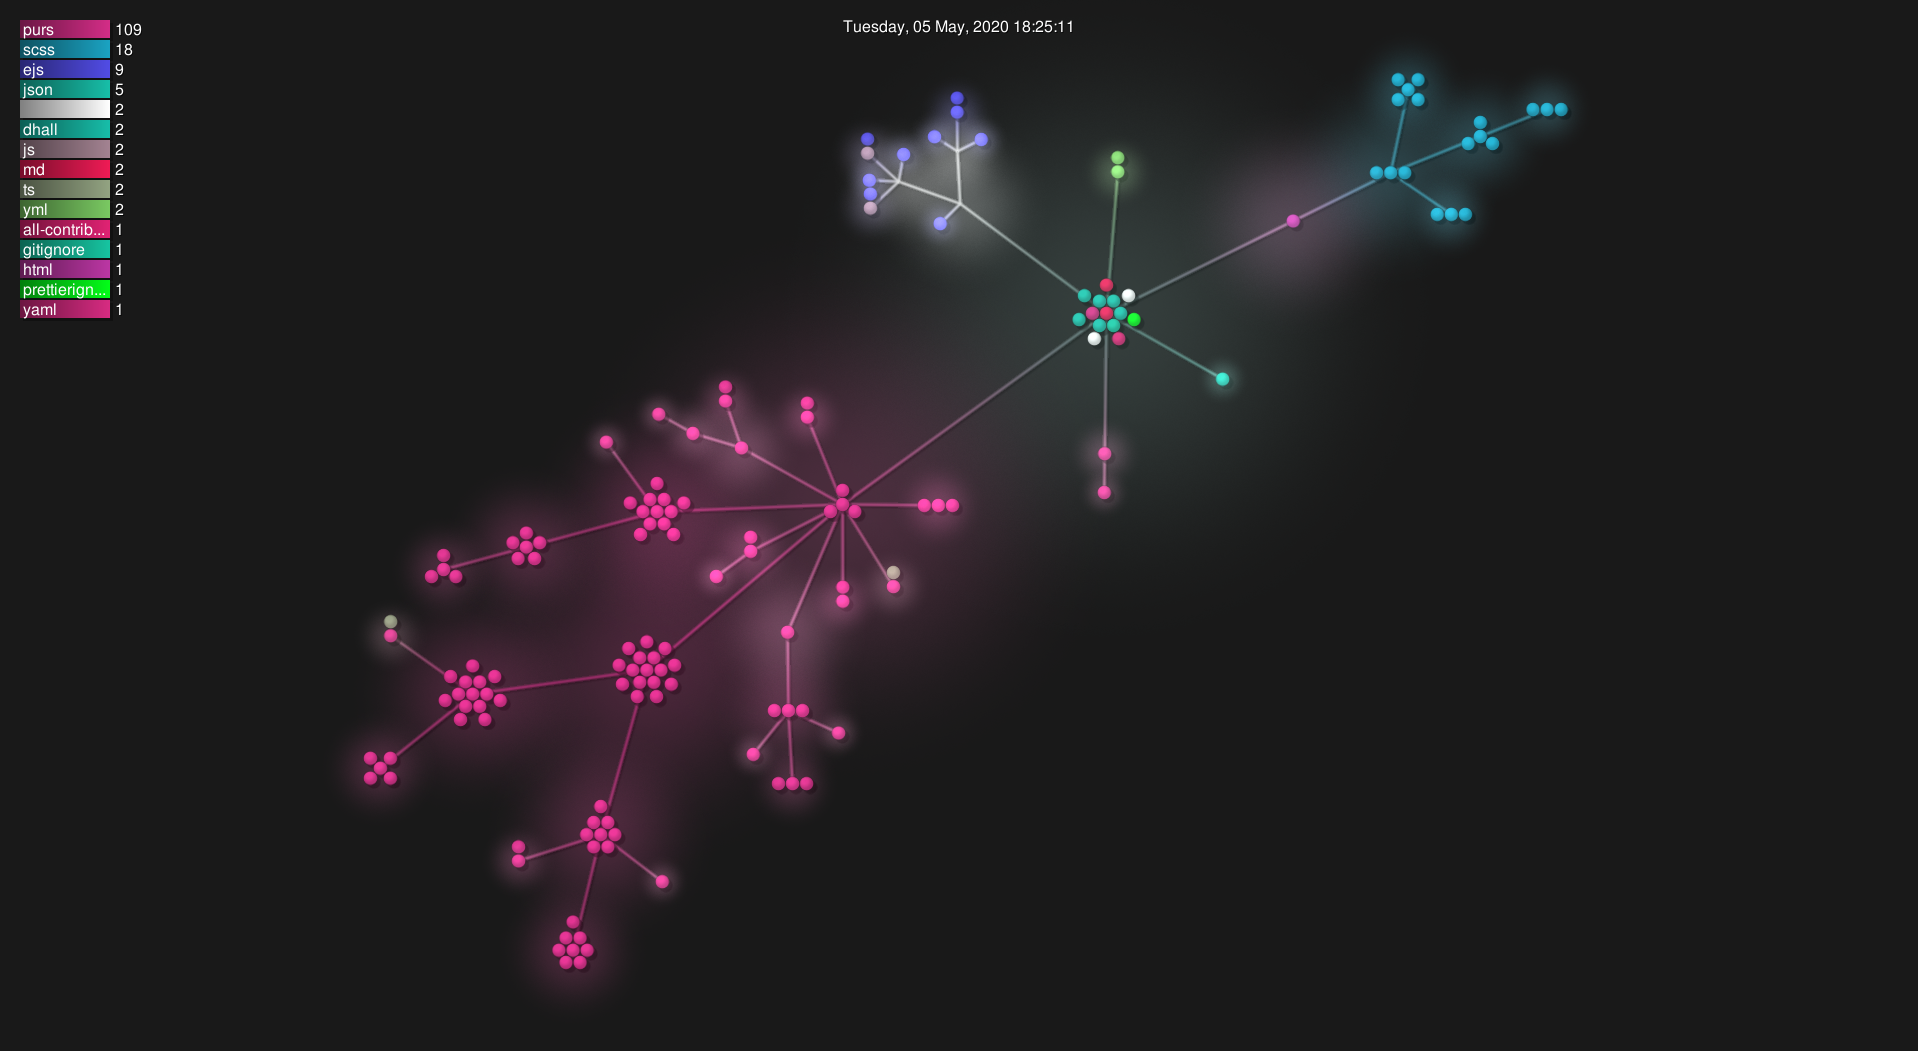 Tuesday, 05 May, 2020 18:25:11
purs 109
scss 18
ejs 9
json 5
2
dhall 2
js 2
md 2
ts 2
yml 2
all-contrib... 1
gitignore 1
html 1
prettierign... 1
yaml 1